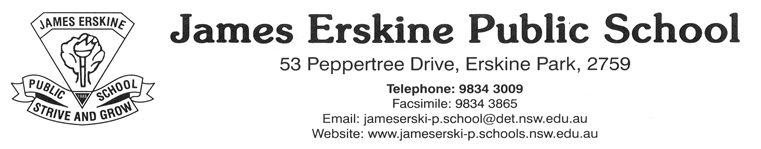 JAMES ERSKINE
PUBLIC SCHOOL
STRIVE AND GROW
James Erskine Public School
53 Peppertree Drive, Erskine Park, 2759
Telephone: 9834 3009
Facsimile: 9834 3865
Email: jameserski-p.school@det.nsw.edu.au
Website: www.jameserski-p.schools.nsw.edu.au